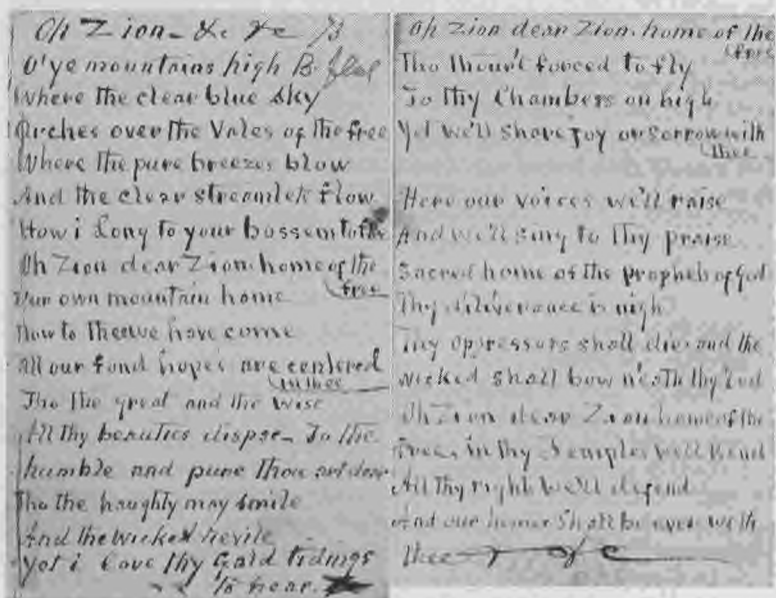 Oh Zion- &c &c
O'ye mountains high B. flat
Where the clear blue sky
Arches over the Vales of the free
Where the pure breezes blow
And the clear streamlets flow
How i Long to your bossem to flee
Oh Zion dear Zion home of the
free
Our own mountain home
Now to Thee we have come
All our fond hopes are centered
in thee
Tho the great and the wise
All thy beauties dispse- To the
humble and pure Thou art dear
Tho the haughty may smile
And the wicked revile
Yet i love thy Gald tidings
to hear.
Oh Zion dear Zion home of the
free
Tho thou't forced to fly
To thy Chambers on high
Yet we'll share joy or sorrow with
thee
Here our voices we'll raise
And we'll sing to Thy praise
Sacred home of the prophets of God
Thy deliverance is nigh
Thy oppressors shall die and the
wicked shall bow n'eath thy rod
Oh Zion dear Zion home of the
free, in thy Temples we'll bend
All thy rights we'll defend
And our homes shall be ever with
thee